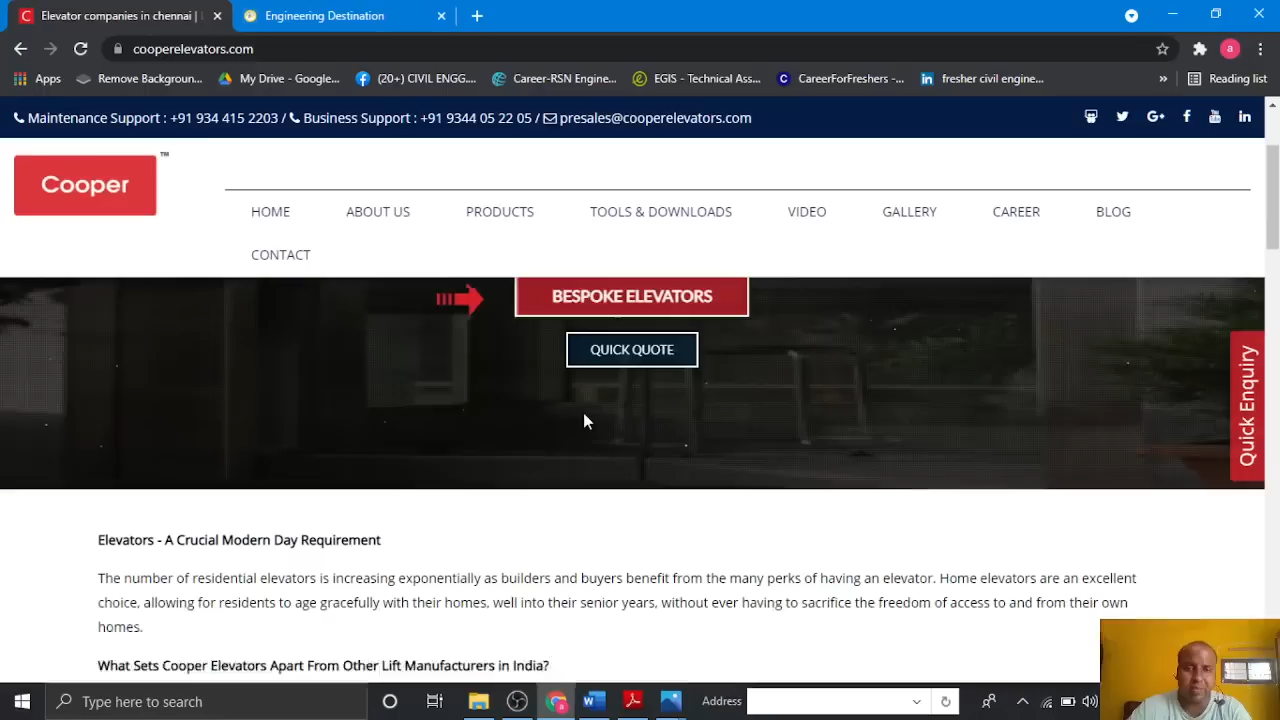 Elevator companies in chennai |
Engineering Destination
cooperelevators.com
Apps
Remove Backgroun...
My Drive - Google...
(20+) CIVIL ENGG...
Career-RSN Engine...
EGIS - Technical Ass...
CareerForFreshers -...
fresher civil engine...
»
Reading list
Maintenance Support : +91 934 415 2203 / Business Support : +91 9344 05 22 05 / presales@cooperelevators.com
Cooper ™
HOME
ABOUT US
PRODUCTS
TOOLS & DOWNLOADS
VIDEO
GALLERY
CAREER
BLOG
CONTACT
BESPOKE ELEVATORS
QUICK QUOTE
Quick Enquiry
Elevators - A Crucial Modern Day Requirement
The number of residential elevators is increasing exponentially as builders and buyers benefit from the many perks of having an elevator. Home elevators are an excellent
choice, allowing for residents to age gracefully with their homes, well into their senior years, without ever having to sacrifice the freedom of access to and from their own
homes.
What Sets Cooper Elevators Apart From Other Lift Manufacturers in India?
Type here to search
Address